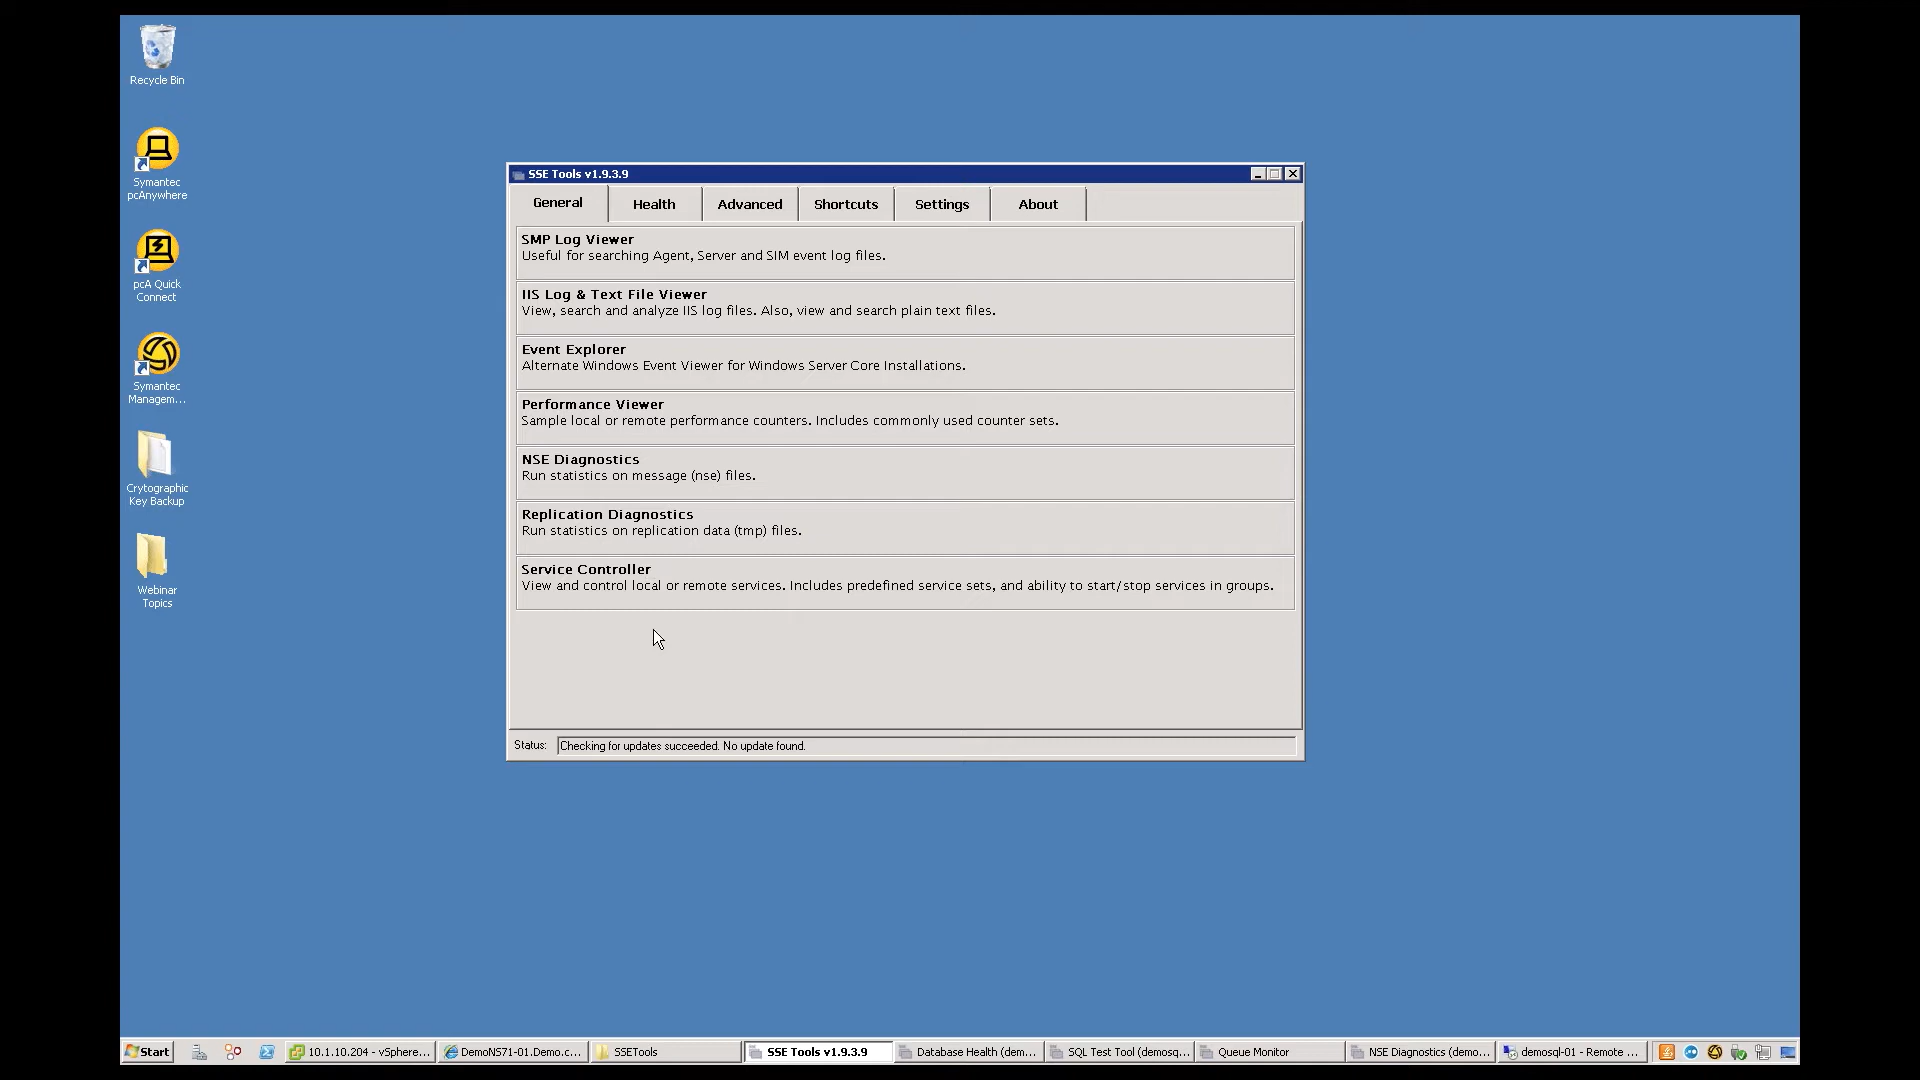 Recycle Bin
Symantec
pcAnywhere
pcA Quick
Connect
Symantec
Managem...
Crytographic
Key Backup
Webinar
Topics
SSE Tools v1.9.3.9
General
Health
Advanced
Shortcuts
Settings
About
SMP Log Viewer
Useful for searching Agent, Server and SIM event log files.
IIS Log & Text File Viewer
View, search and analyze IIS log files. Also, view and search plain text files.
Event Explorer
Alternate Windows Event Viewer for Windows Server Core Installations.
Performance Viewer
Sample local or remote performance counters. Includes commonly used counter sets.
NSE Diagnostics
Run statistics on message (nse) files.
Replication Diagnostics
Run statistics on replication data (tmp) files.
Service Controller
View and control local or remote services. Includes predefined service sets, and ability to start/stop services in groups.
Status: Checking for updates succeeded. No update found.
Start
10.1.10.204 - vSphere...
DemoNS71-01.Demo.c...
SSETools
SSE Tools v1.9.3.9
Database Health (dem...
SQL Test Tool (demosq...
Queue Monitor
NSE Diagnostics (demo...
demosql-01 - Remote ...